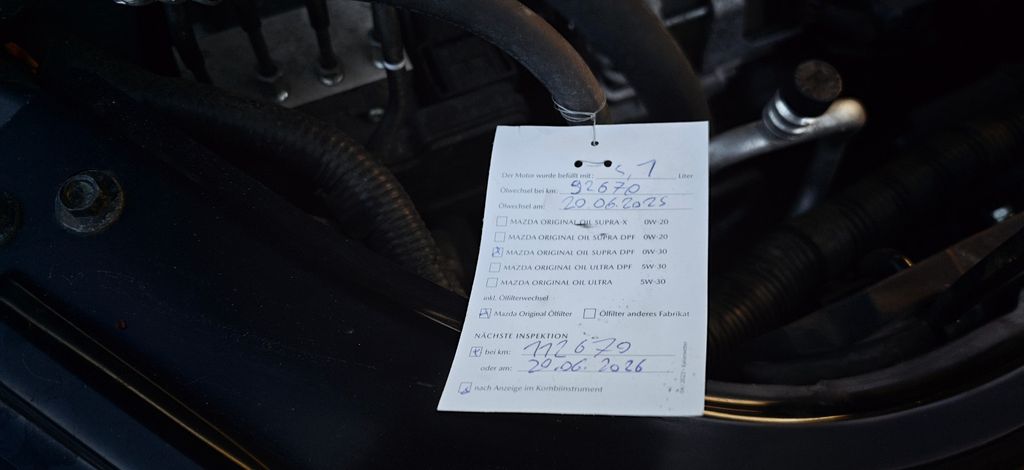 Der Motor wurde befüllt mit: 5,1 Liter
Ölwechsel bei km: 92670
Ölwechsel am: 20.06.2025
MAZDA ORIGINAL OIL SUPRA-X 0W-20
MAZDA ORIGINAL OIL SUPRA DPF 0W-20
MAZDA ORIGINAL OIL SUPRA DPF 0W-30
MAZDA ORIGINAL OIL ULTRA DPF 5W-30
MAZDA ORIGINAL OIL ULTRA 5W-30
inkl. Ölfilterwechsel
Mazda Original Ölfilter Ölfilter anderes Fabrikat
NÄCHSTE INSPEKTION
bei km: 112670
oder am: 20.06.2026
nach Anzeige im Kombiinstrument